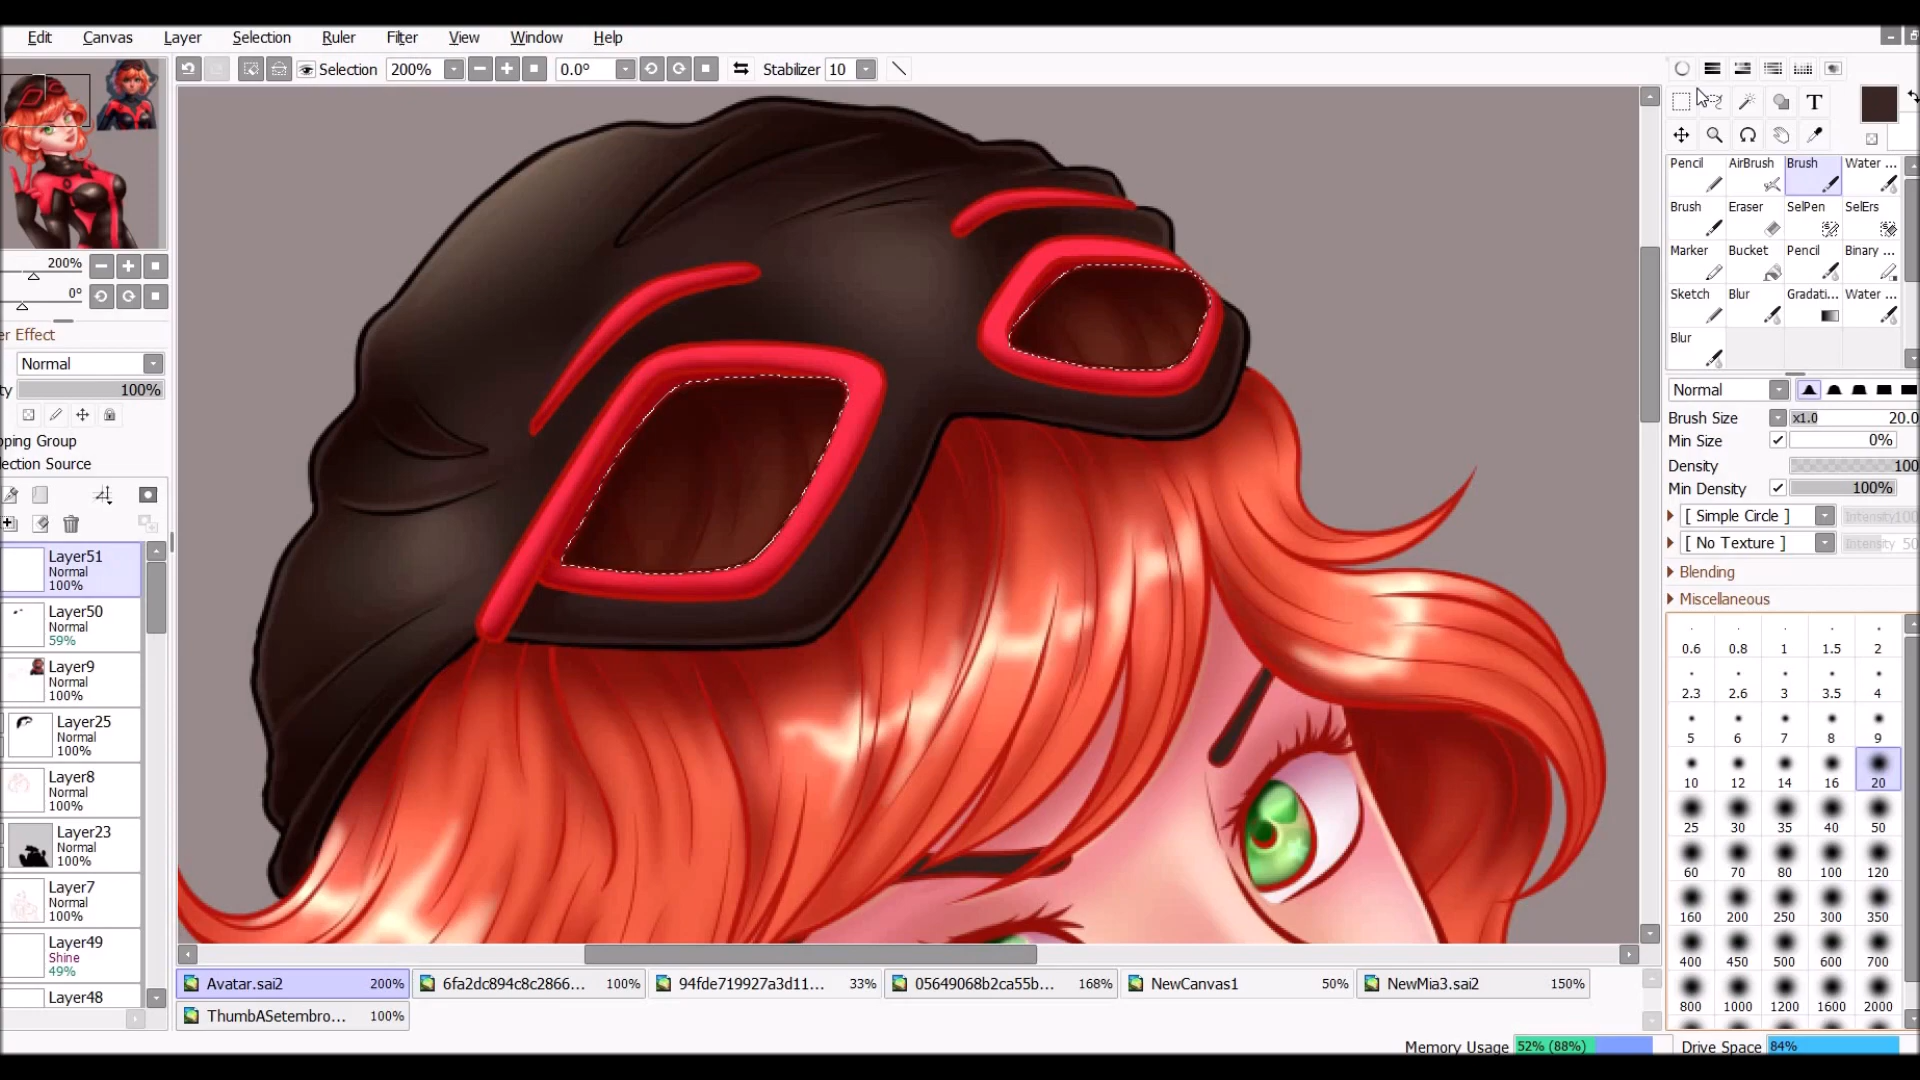 Edit Canvas Layer Selection Ruler Filter View Window Help
Selection 200% 0.0° Stabilizer 10
T
200%
0°
er Effect
Normal
ty 100%
pping Group
lection Source
Layer51
Normal
100%
Layer50
Normal
59%
Layer9
Normal
100%
Layer25
Normal
100%
Layer8
Normal
100%
Layer23
Normal
100%
Layer7
Normal
100%
Layer49
Shine
49%
Layer48
Pencil AirBrush Brush Water ...
Brush Eraser SelPen SelErs
Marker Bucket Pencil Binary ...
Sketch Blur Gradati... Water ...
Blur
Normal
Brush Size x1.0 20.0
Min Size 0%
Density 100
Min Density 100%
[ Simple Circle ] Intensity 100
[ No Texture ] Intensity 50
Blending
Miscellaneous
0.6 0.8 1 1.5 2
2.3 2.6 3 3.5 4
5 6 7 8 9
10 12 14 16 20
25 30 35 40 50
60 70 80 100 120
160 200 250 300 350
400 450 500 600 700
800 1000 1200 1600 2000
Avatar.sai2 200% 6fa2dc894c8c2866... 100% 94fde719927a3d11... 33% 05649068b2ca55b... 168% NewCanvas1 50% NewMia3.sai2 150%
ThumbASetembro... 100%
Memory Usage 52% (88%) Drive Space 84%